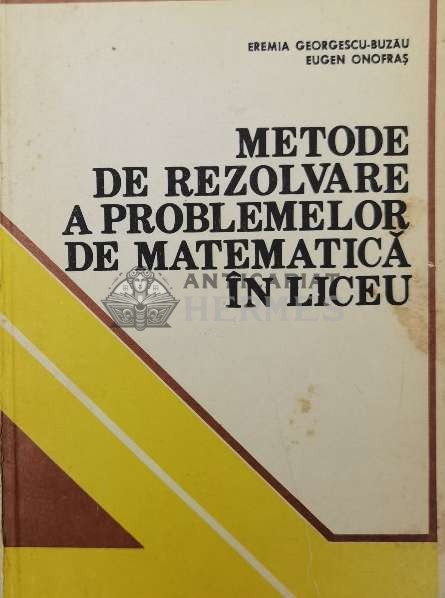 EREMIA GEORGESCU-BUZĂU
EUGEN ONOFRAȘ
METODE
DE REZOLVARE
A PROBLEMELOR
DE MATEMATICĂ
ÎN LICEU
ANTICARIAT
HERMES